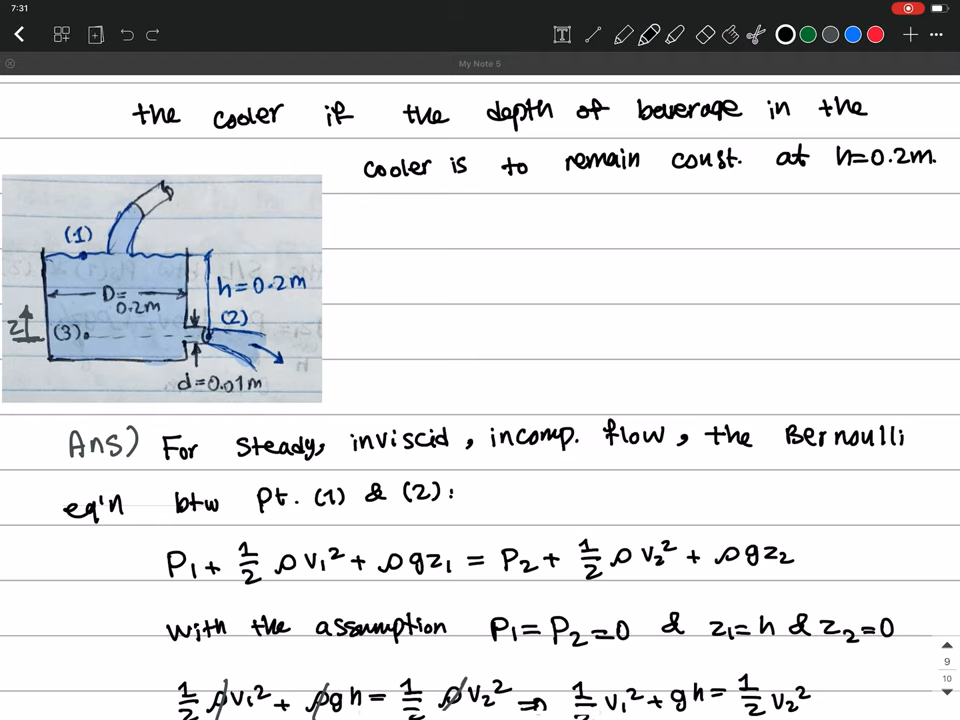 7:31
My Note 5
the cooler if the depth of beverage in the
cooler is to remain const. at h=0.2m.
(1)
D=
0.2m
h=0.2m
(2)
z
(3)
d=0.01m
Ans) For steady, inviscid, incomp. flow, the Bernoulli
eq'n btw Pt. (1) & (2):
P₁ + 1/2 ρv₁² + ρgz₁ = P₂ + 1/2 ρv₂² + ρgz₂
with the assumption P₁=P₂=0 & z₁=h & z₂=0
1/2 ρv₁² + ρgh = 1/2 ρv₂² ⇒ 1/2 v₁² + gh = 1/2 v₂²
9
10